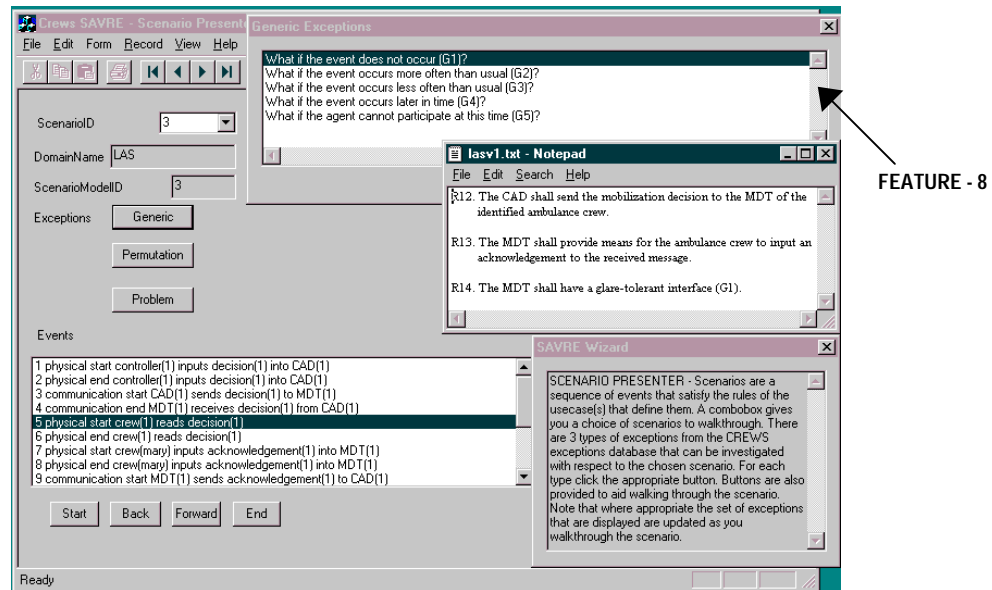 Crews SAVRE - Scenario Present
File Edit Form Record View Help
ScenarioID 3
DomainName LAS
ScenarioModelID 3
Exceptions Generic
Permutation
Problem
Events
1 physical start controller(1) inputs decision(1) into CAD(1)
2 physical end controller(1) inputs decision(1) into CAD(1)
3 communication start CAD(1) sends decision(1) to MDT(1)
4 communication end MDT(1) receives decision(1) from CAD(1)
5 physical start crew(1) reads decision(1)
6 physical end crew(1) reads decision(1)
7 physical start crew(mary) inputs acknowledgement(1) into MDT(1)
8 physical end crew(mary) inputs acknowledgement(1) into MDT(1)
9 communication start MDT(1) sends acknowledgement(1) to CAD(1)
Start Back Forward End
Ready
Generic Exceptions
What if the event does not occur (G1)?
What if the event occurs more often than usual (G2)?
What if the event occurs less often than usual (G3)?
What if the event occurs later in time (G4)?
What if the agent cannot participate at this time (G5)?
lasv1.txt - Notepad
File Edit Search Help
R12. The CAD shall send the mobilization decision to the MDT of the
identified ambulance crew.
R13. The MDT shall provide means for the ambulance crew to input an
acknowledgement to the received message.
R14. The MDT shall have a glare-tolerant interface (G1).
SAVRE Wizard
SCENARIO PRESENTER - Scenarios are a
sequence of events that satisfy the rules of the
usecase(s) that define them. A combobox gives
you a choice of scenarios to walkthrough. There
are 3 types of exceptions from the CREWS
exceptions database that can be investigated
with respect to the chosen scenario. For each
type click the appropriate button. Buttons are also
provided to aid walking through the scenario.
Note that where appropriate the set of exceptions
that are displayed are updated as you
walkthrough the scenario.
FEATURE - 8